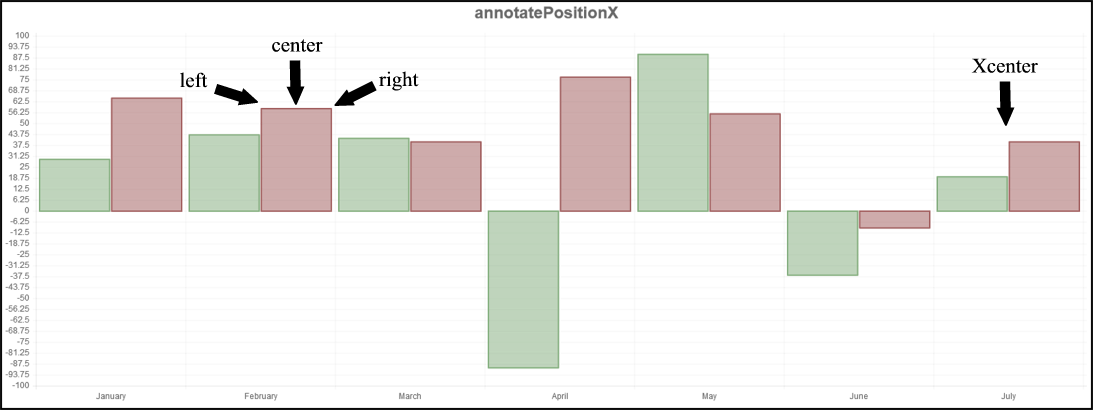 annotatePositionX
100
93.75
87.5
81.25
75
68.75
62.5
56.25
50
43.75
37.5
31.25
25
18.75
12.5
6.25
0
-6.25
-12.5
-18.75
-25
-31.25
-37.5
-43.75
-50
-56.25
-62.5
-68.75
-75
-81.25
-87.5
-93.75
-100
left
center
right
Xcenter
January
February
March
April
May
June
July